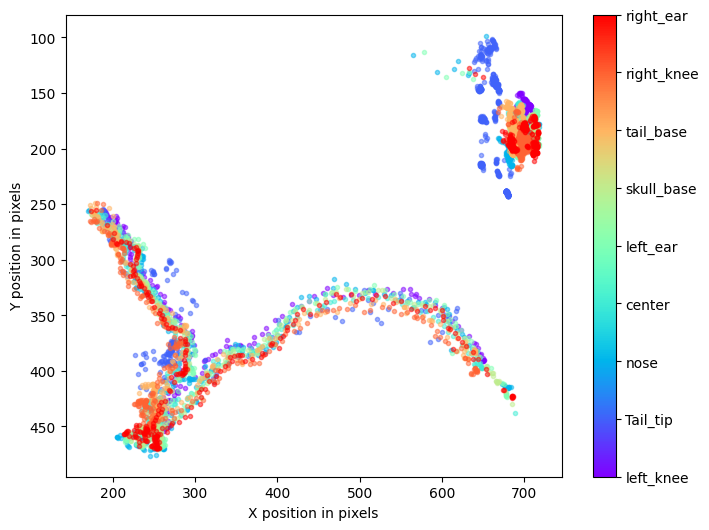 Y position in pixels
100
150
200
250
300
350
400
450
200
300
400
500
600
700
X position in pixels
right_ear
right_knee
tail_base
skull_base
left_ear
center
nose
Tail_tip
left_knee